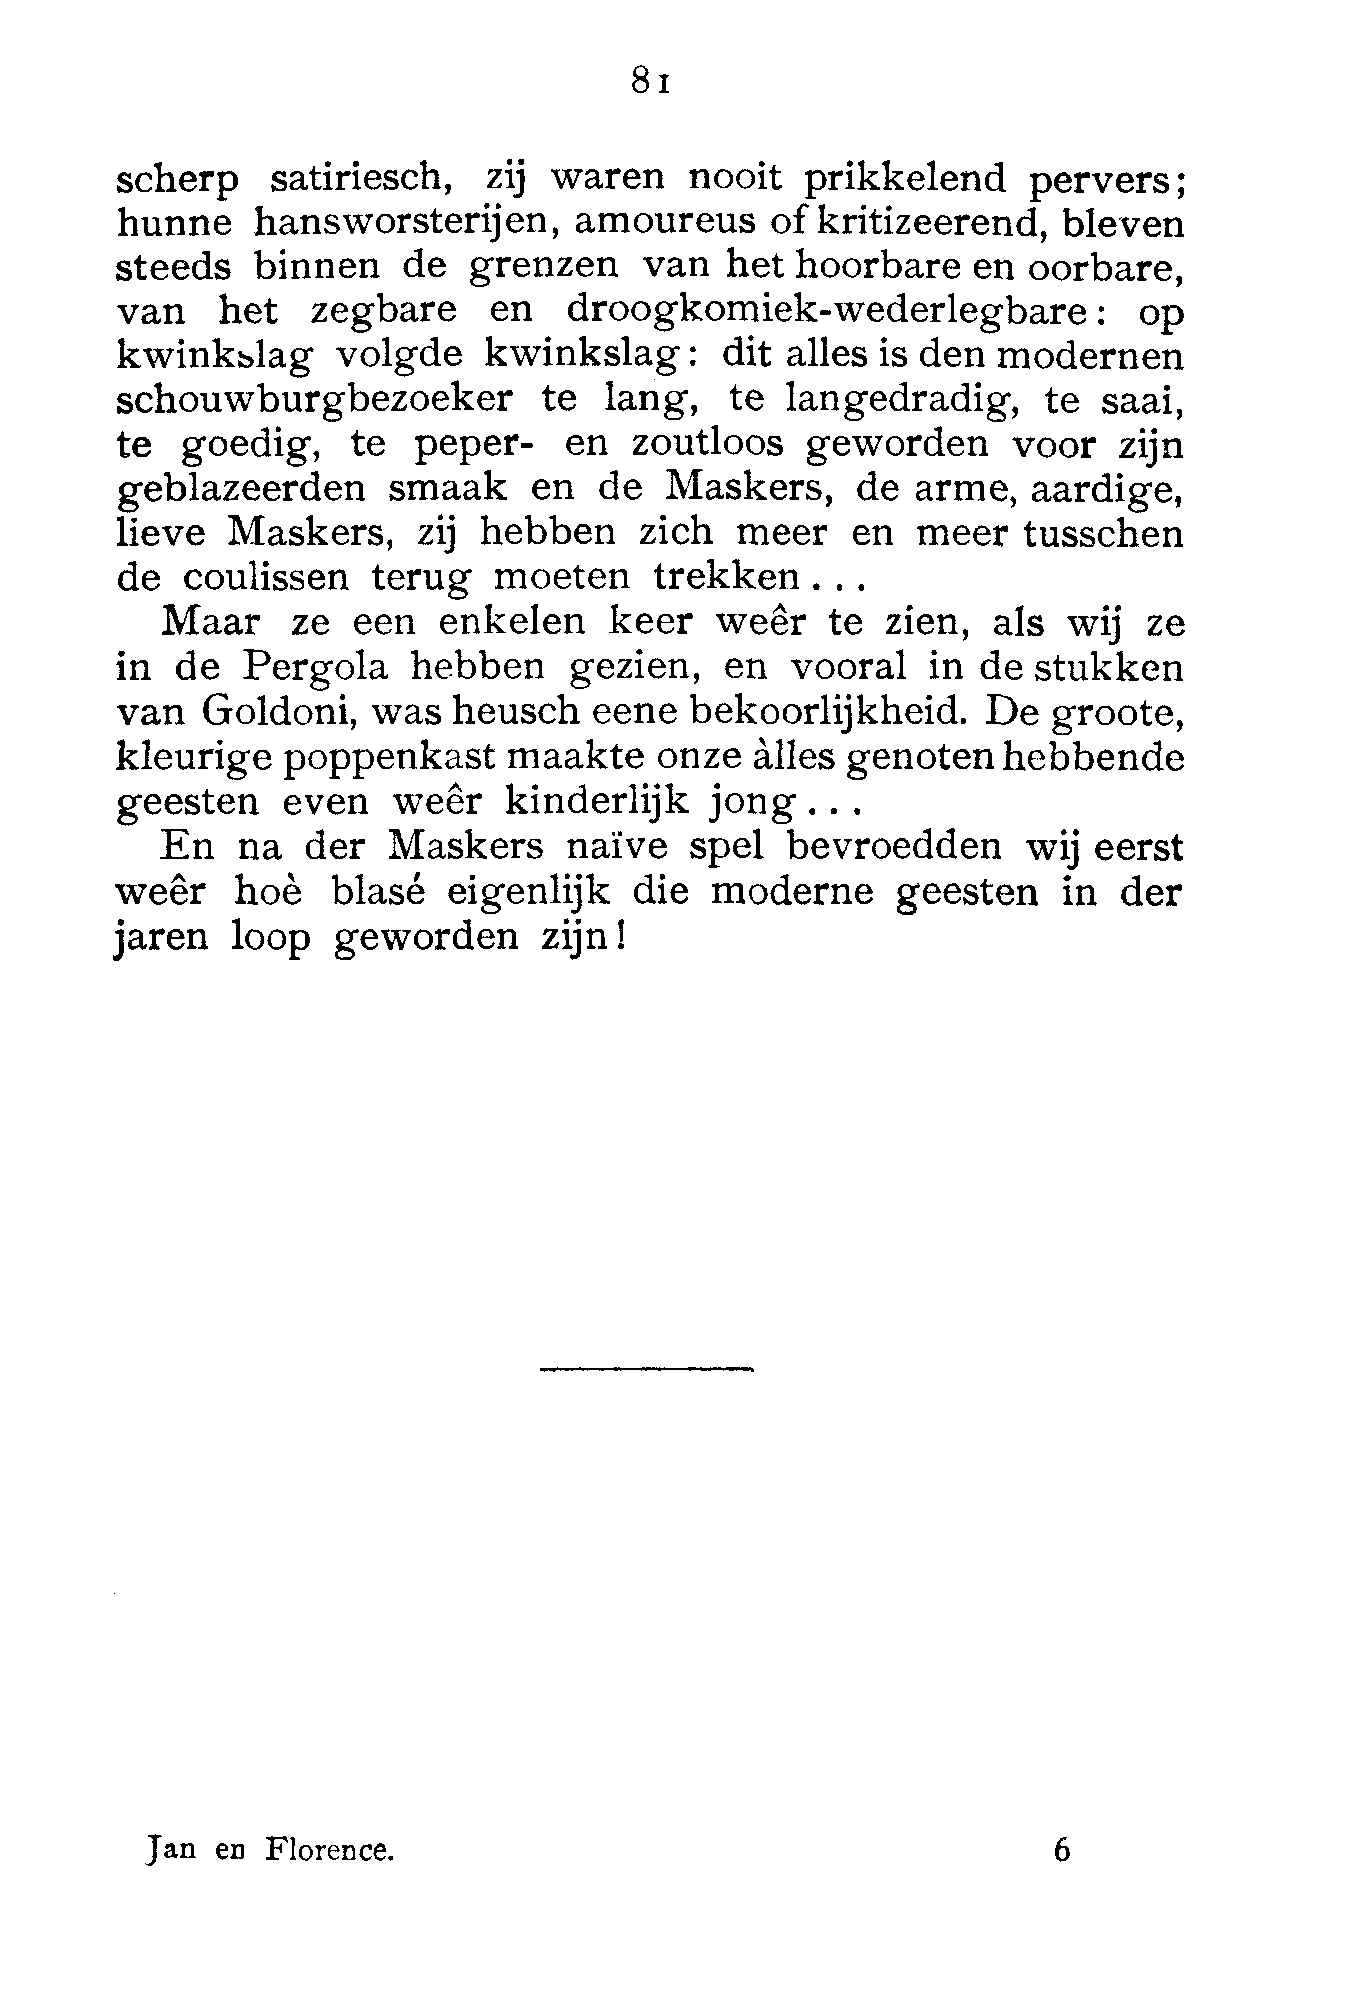 81
scherp satiriesch, zij waren nooit prikkelend pervers;
hunne hansworsterijen, amoureus of kritizeerend, bleven
steeds binnen de grenzen van het hoorbare en oorbare,
van het zegbare en droogkomiek-wederlegbare: op
kwinkslag volgde kwinkslag: dit alles is den modernen
schouwburgbezoeker te lang, te langedradig, te saai,
te goedig, te peper- en zoutloos geworden voor zijn
geblazeerden smaak en de Maskers, de arme, aardige,
lieve Maskers, zij hebben zich meer en meer tusschen
de coulissen terug moeten trekken...
Maar ze een enkelen keer weêr te zien, als wij ze
in de Pergola hebben gezien, en vooral in de stukken
van Goldoni, was heusch eene bekoorlijkheid. De groote,
kleurige poppenkast maakte onze àlles genoten hebbende
geesten even weêr kinderlijk jong...
En na der Maskers naïve spel bevroedden wij eerst
weêr hoè blasé eigenlijk die moderne geesten in der
jaren loop geworden zijn!
Jan en Florence. 6